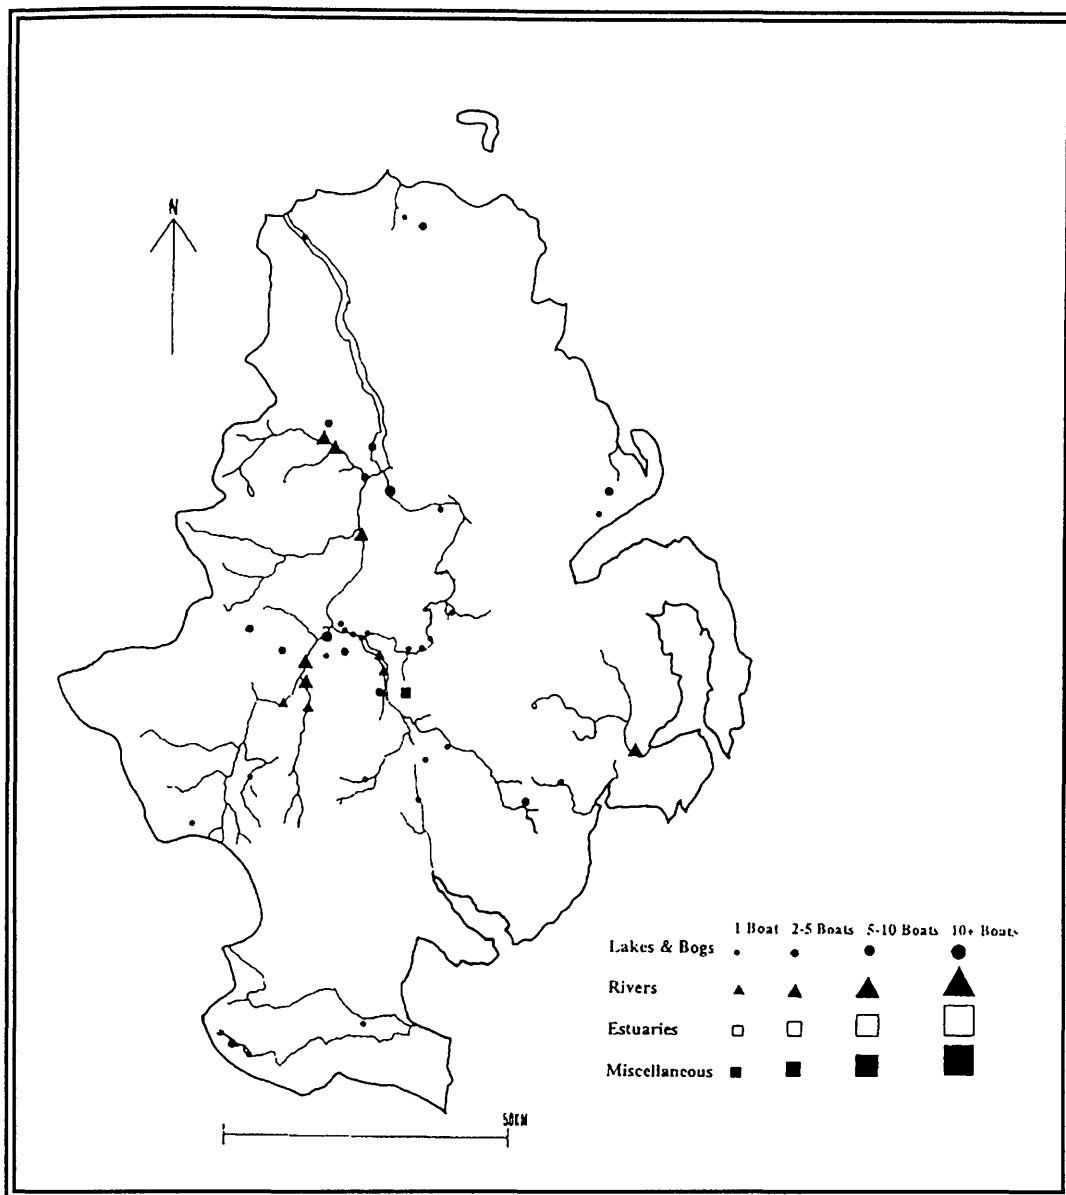 N
1 Boat 2-5 Boats 5-10 Boats 10+ Boats
Lakes & Bogs
Rivers
Estuaries
Miscellaneous
50KM